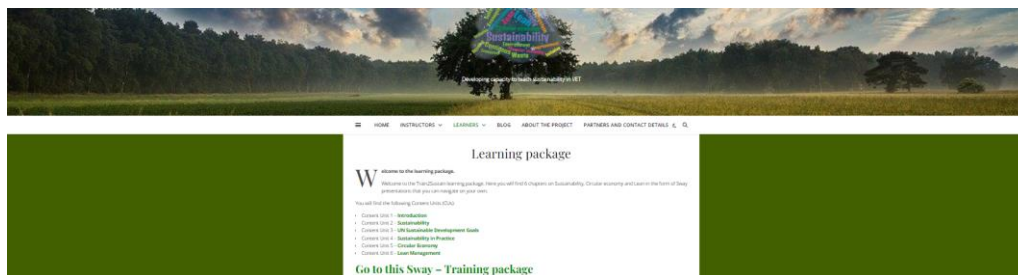 Sustainability
Developing capacity to teach sustainability in VET
HOME INSTRUCTORS LEARNERS BLOG ABOUT THE PROJECT PARTNERS AND CONTACT DETAILS
Learning package
Welcome to the learning package.
Welcome to the Train2Sustain learning package. Here you will find 6 chapters on Sustainability, Circular economy and Lean in the form of Sway
presentations that you can navigate on your own.
You will find the following Content Units (CUs):
Content Unit 1 - Introduction
Content Unit 2 - Sustainability
Content Unit 3 - UN Sustainable Development Goals
Content Unit 4 - Sustainability in Practice
Content Unit 5 - Circular Economy
Content Unit 6 - Lean Management
Go to this Sway – Training package